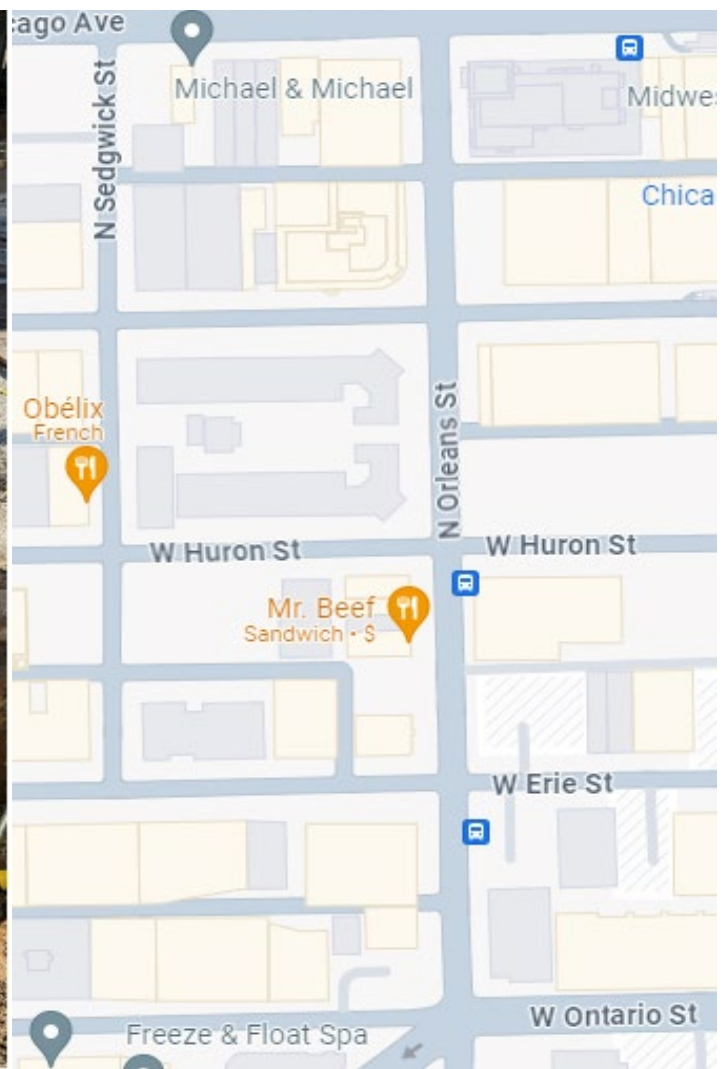 cago Ave
N Sedgwick St
Michael & Michael
Midwes
Chica
Obélix
French
N Orleans St
W Huron St
W Huron St
Mr. Beef
Sandwich • $
W Erie St
W Ontario St
Freeze & Float Spa